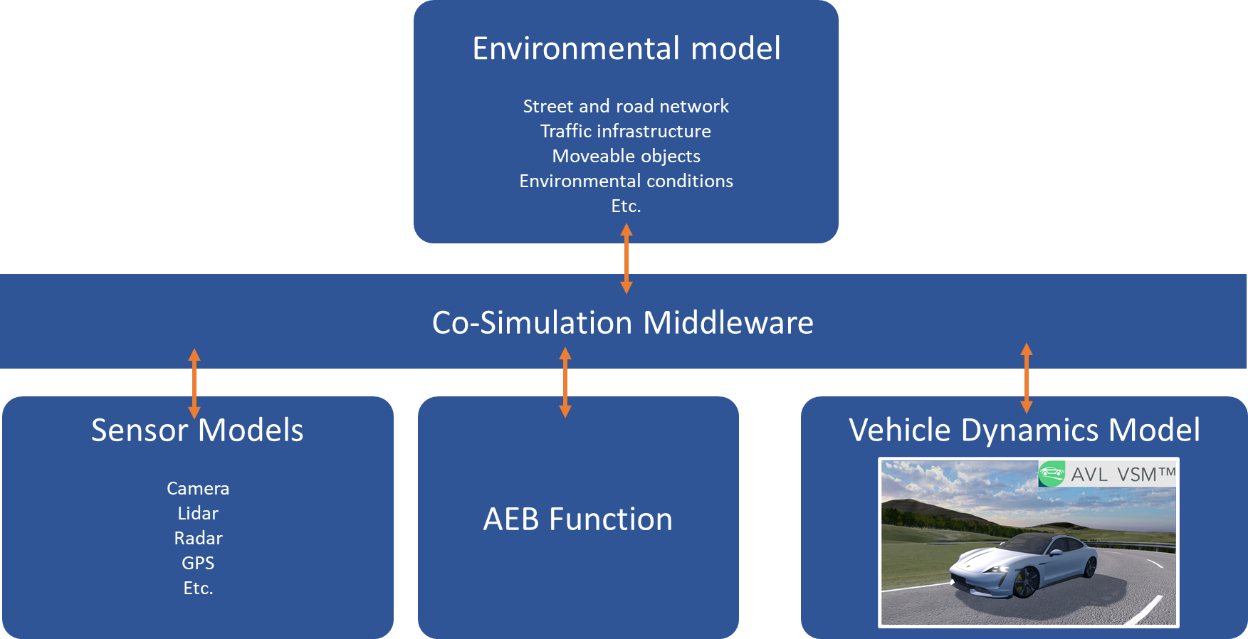 Environmental model
Street and road network
Traffic infrastructure
Moveable objects
Environmental conditions
Etc.
Co-Simulation Middleware
Sensor Models
Camera
Lidar
Radar
GPS
Etc.
AEB Function
Vehicle Dynamics Model
AVL VSM™